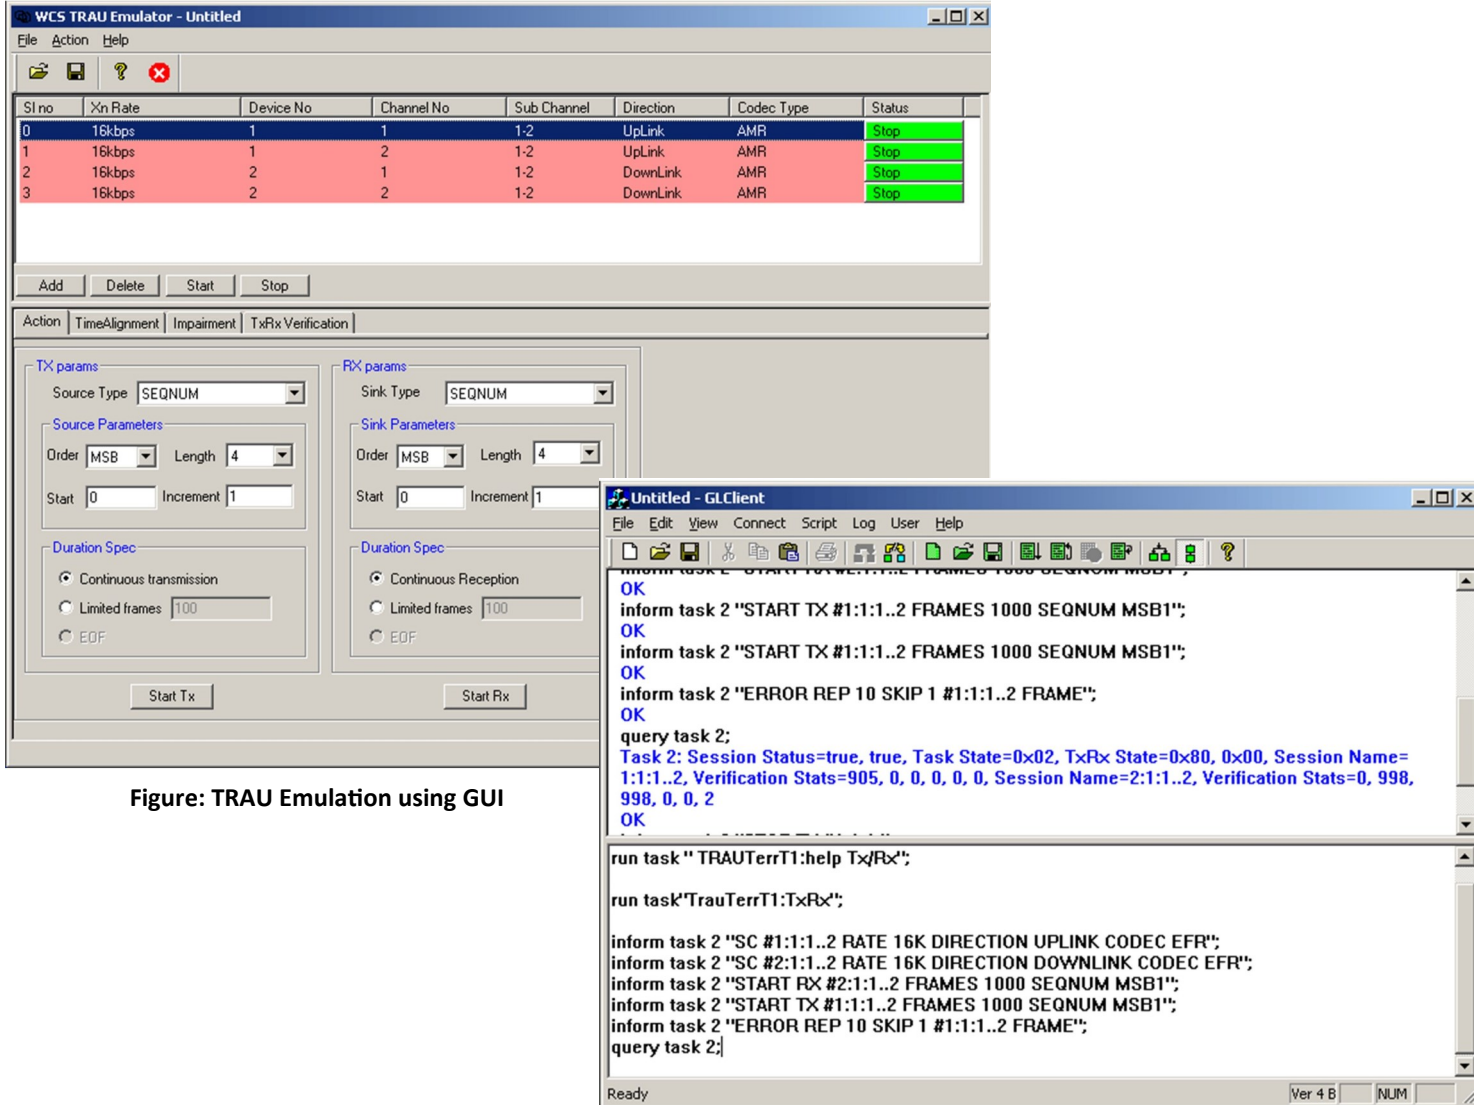 WCS TRAU Emulator - Untitled
File Action Help
Sl no Xn Rate Device No Channel No Sub Channel Direction Codec Type Status
0 16kbps 1 1 1-2 UpLink AMR Stop
1 16kbps 1 2 1-2 UpLink AMR Stop
2 16kbps 2 1 1-2 DownLink AMR Stop
3 16kbps 2 2 1-2 DownLink AMR Stop
Add Delete Start Stop
Action TimeAlignment Impairment TxRx Verification
TX params
Source Type SEQNUM
Source Parameters
Order MSB Length 4
Start 0 Increment 1
Duration Spec
Continuous transmission
Limited frames 100
EOF
Start Tx
RX params
Sink Type SEQNUM
Sink Parameters
Order MSB Length 4
Start 0 Increment 1
Duration Spec
Continuous Reception
Limited frames 100
EOF
Start Rx
Figure: TRAU Emulation using GUI
Untitled - GLClient
File Edit View Connect Script Log User Help
OK
inform task 2 "START TX #1:1:1..2 FRAMES 1000 SEQNUM MSB1";
OK
inform task 2 "START TX #1:1:1..2 FRAMES 1000 SEQNUM MSB1";
OK
inform task 2 "ERROR REP 10 SKIP 1 #1:1:1..2 FRAME";
OK
query task 2;
Task 2: Session Status=true, true, Task State=0x02, TxRx State=0x80, 0x00, Session Name=
1:1:1..2, Verification Stats=905, 0, 0, 0, 0, 0, Session Name=2:1:1..2, Verification Stats=0, 998,
998, 0, 0, 2
OK
run task " TRAUTerrT1:help Tx/Rx";
run task"TrauTerrT1:TxRx";
inform task 2 "SC #1:1:1..2 RATE 16K DIRECTION UPLINK CODEC EFR";
inform task 2 "SC #2:1:1..2 RATE 16K DIRECTION DOWNLINK CODEC EFR";
inform task 2 "START RX #2:1:1..2 FRAMES 1000 SEQNUM MSB1";
inform task 2 "START TX #1:1:1..2 FRAMES 1000 SEQNUM MSB1";
inform task 2 "ERROR REP 10 SKIP 1 #1:1:1..2 FRAME";
query task 2;
Ready Ver 4 B NUM